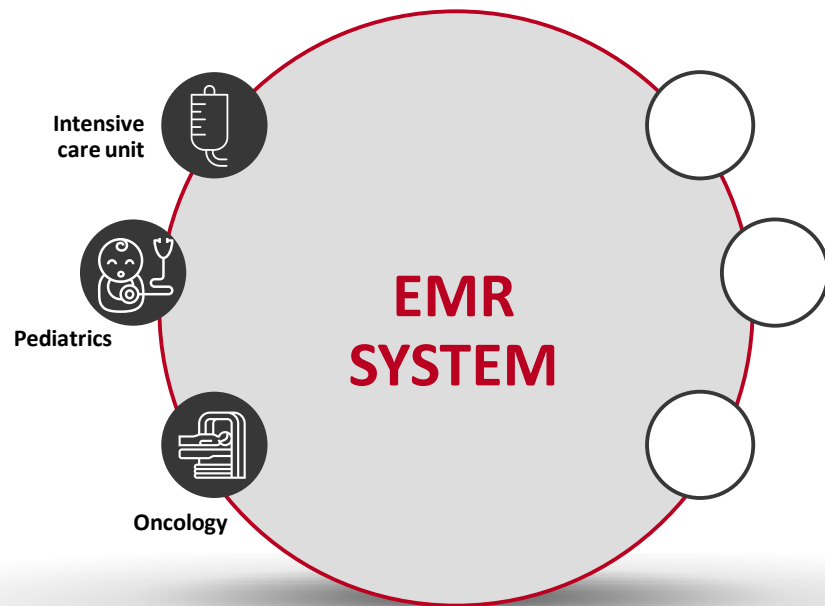 Intensive
care unit
Pediatrics
EMR
SYSTEM
Oncology